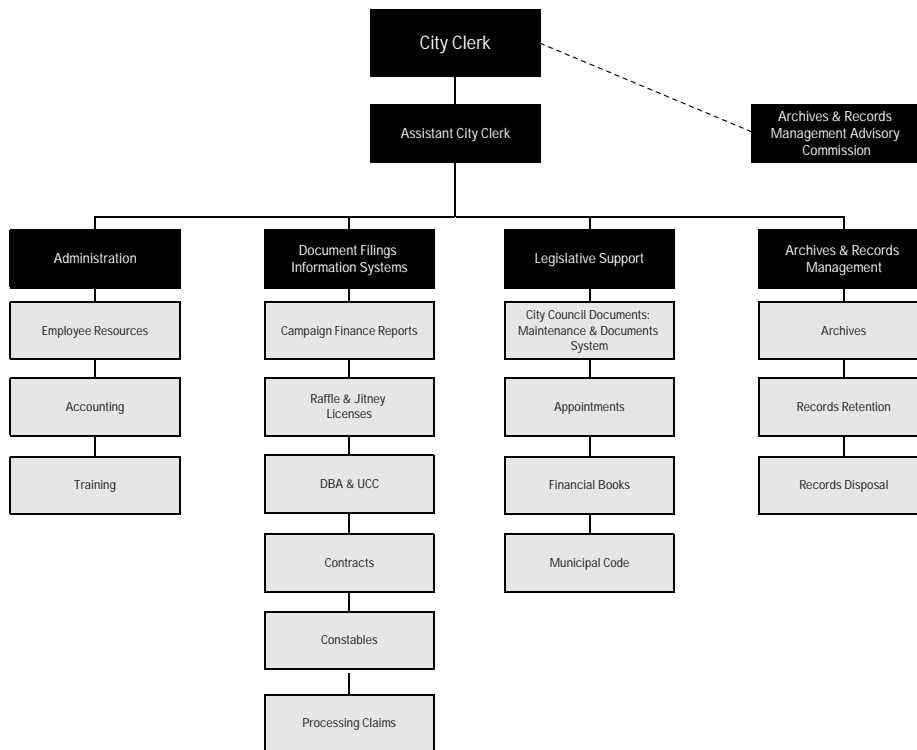 City Clerk
Assistant City Clerk
Archives & Records
Management Advisory
Commission
Administration
Document Filings
Information Systems
Legislative Support
Archives & Records
Management
Employee Resources
Campaign Finance Reports
City Council Documents:
Maintenance & Documents
System
Archives
Accounting
Raffle & Jitney
Licenses
Appointments
Records Retention
Training
DBA & UCC
Financial Books
Records Disposal
Contracts
Municipal Code
Constables
Processing Claims